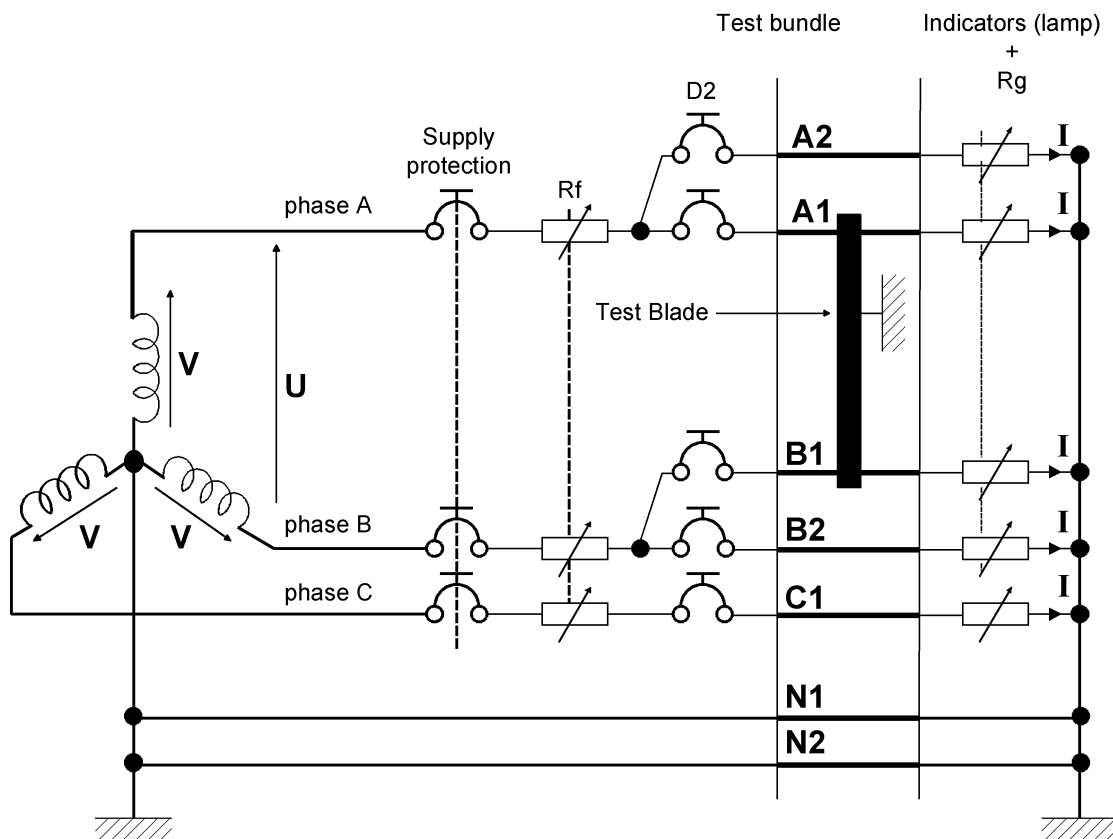 Test bundle
Indicators (lamp)
+
Rg
D2
Supply
protection
A2
I
Rf
phase A
A1
I
Test Blade
V
U
B1
I
phase B
B2
I
V
V
phase C
C1
I
N1
N2